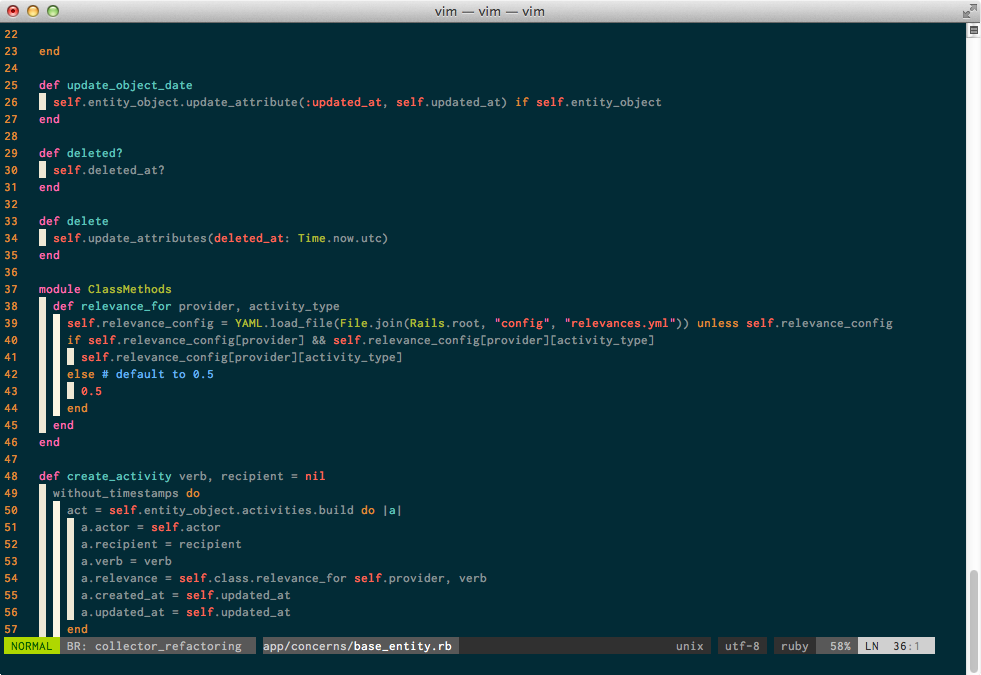 vim — vim — vim
22
23 end
24
25 def update_object_date
26 self.entity_object.update_attribute(:updated_at, self.updated_at) if self.entity_object
27 end
28
29 def deleted?
30 self.deleted_at?
31 end
32
33 def delete
34 self.update_attributes(deleted_at: Time.now.utc)
35 end
36
37 module ClassMethods
38 def relevance_for provider, activity_type
39 self.relevance_config = YAML.load_file(File.join(Rails.root, "config", "relevances.yml")) unless self.relevance_config
40 if self.relevance_config[provider] && self.relevance_config[provider][activity_type]
41 self.relevance_config[provider][activity_type]
42 else # default to 0.5
43 0.5
44 end
45 end
46 end
47
48 def create_activity verb, recipient = nil
49 without_timestamps do
50 act = self.entity_object.activities.build do |a|
51 a.actor = self.actor
52 a.recipient = recipient
53 a.verb = verb
54 a.relevance = self.class.relevance_for self.provider, verb
55 a.created_at = self.updated_at
56 a.updated_at = self.updated_at
57 end
NORMAL BR: collector_refactoring app/concerns/base_entity.rb unix utf-8 ruby 58% LN 36:1